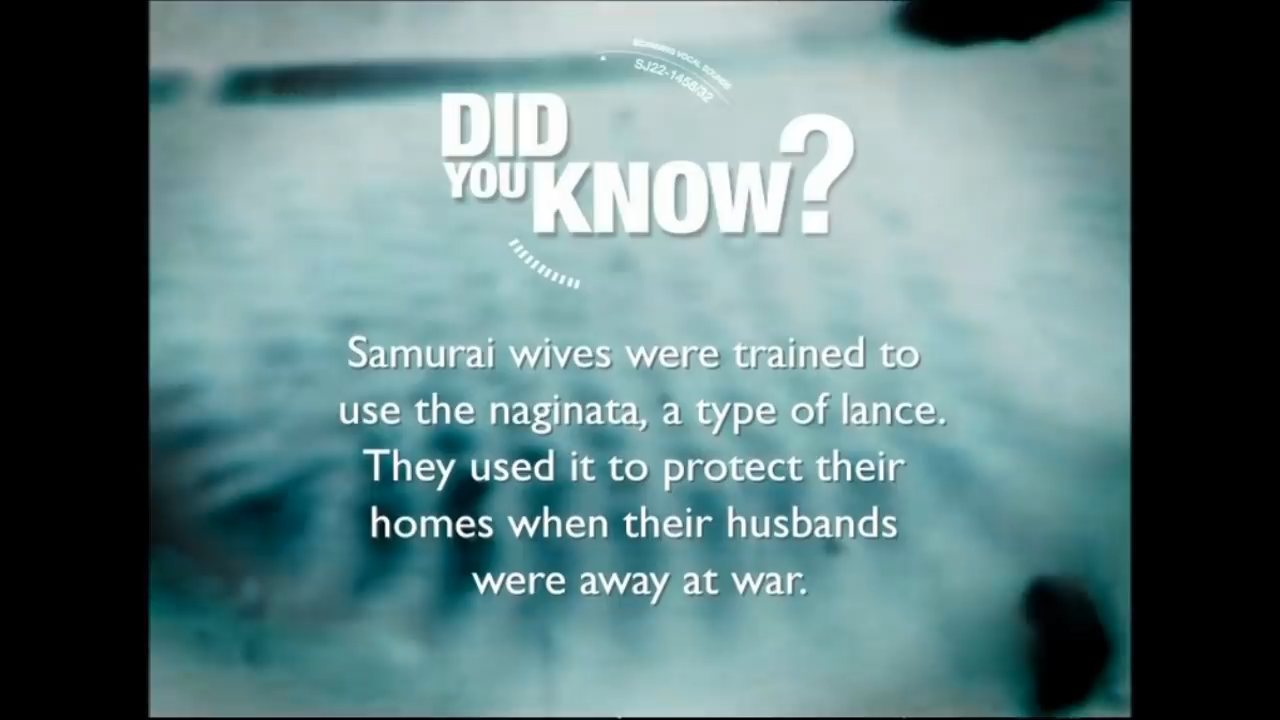 SJ22-1456/32
DID
YOU KNOW?
Samurai wives were trained to
use the naginata, a type of lance.
They used it to protect their
homes when their husbands
were away at war.